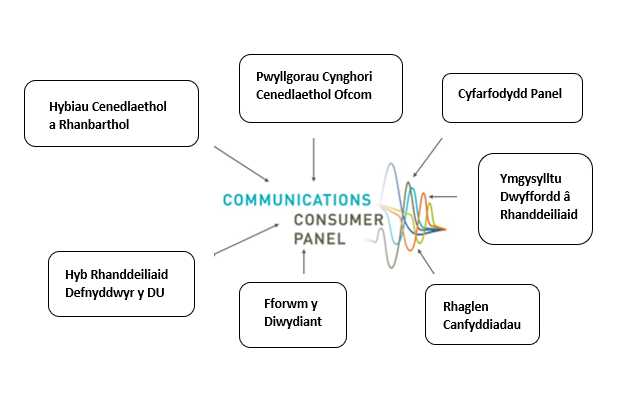 Pwyllgorau Cynghori
Cenedlaethol Ofcom
Hybiau Cenedlaethol
a Rhanbarthol
Cyfarfodydd Panel
Ymgysylltu
Dwyffordd â
Rhanddeiliaid
COMMUNICATIONS
CONSUMER
PANEL
Hyb Rhanddeiliaid
Defnyddwyr y DU
Fforwm y
Diwydiant
Rhaglen
Canfyddiadau